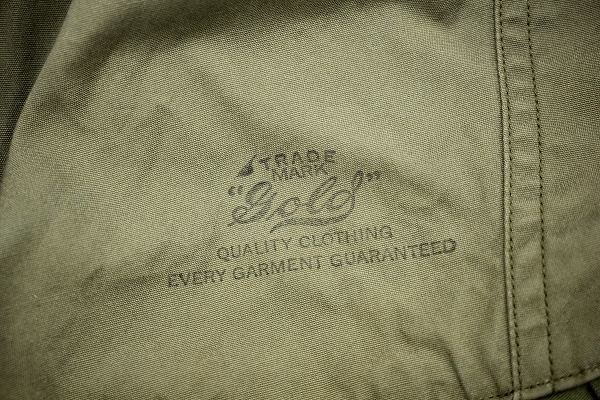 TRADE
MARK
"Gold"
QUALITY CLOTHING
EVERY GARMENT GUARANTEED